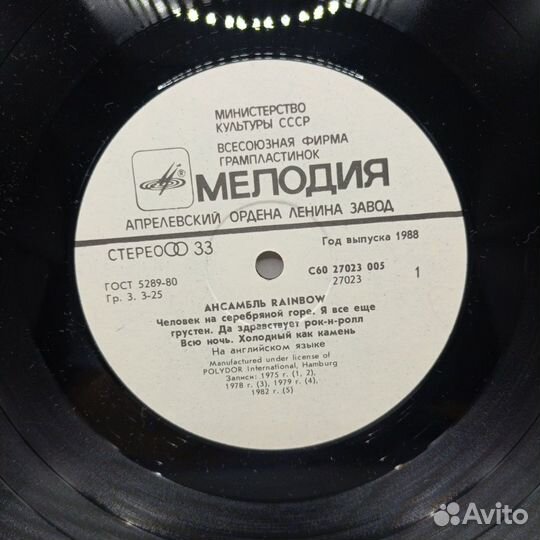 МИНИСТЕРСТВО
КУЛЬТУРЫ СССР
ВСЕСОЮЗНАЯ ФИРМА
ГРАМПЛАСТИНОК
МЕЛОДИЯ
АПРЕЛЕВСКИЙ ОРДЕНА ЛЕНИНА ЗАВОД
СТЕРЕО 33
Год выпуска 1988
ГОСТ 5289-80
Гр. 3. 3-25
С60 27023 005
27023
1
АНСАМБЛЬ RAINBOW
Человек на серебряной горе. Я все еще
грустен. Да здравствует рок-н-ролл
Всю ночь. Холодный как камень
На английском языке
Manufactured under license of
POLYDOR International, Hamburg
Записи: 1975 г. (1, 2),
1978 г. (3), 1979 г. (4),
1982 г. (5)
Avito